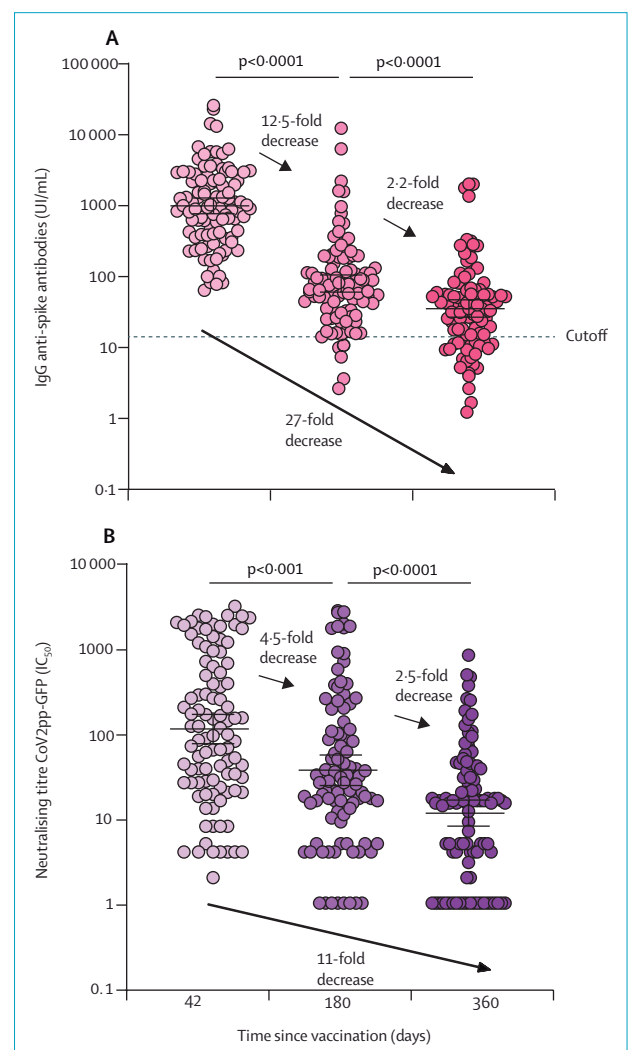 A
p<0·0001
p<0·0001
100 000
10 000
1000
100
10
1
0·1
IgG anti-spike antibodies (UI/mL)
12·5-fold
decrease
2·2-fold
decrease
Cutoff
27-fold
decrease
B
p<0·001
p<0·0001
10 000
1000
100
10
1
0.1
Neutralising titre CoV2pp-GFP (IC₅₀)
4·5-fold
decrease
2·5-fold
decrease
11-fold
decrease
42
180
360
Time since vaccination (days)